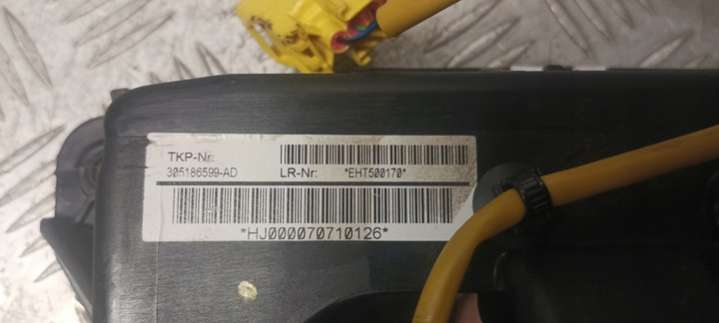 TKP-Nr:
305186599-AD
LR-Nr:
*EHT500170*
*HJ000070710126*